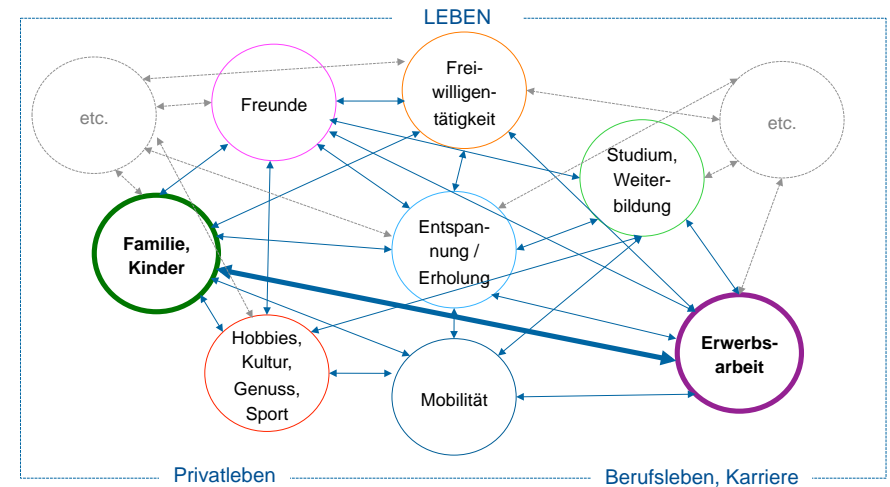 LEBEN
etc.
Freunde
Frei-
willigen-
tätigkeit
etc.
Studium,
Weiter-
bildung
Familie,
Kinder
Entspan-
nung /
Erholung
Erwerbs-
arbeit
Hobbies,
Kultur,
Genuss,
Sport
Mobilität
Privatleben
Berufsleben, Karriere